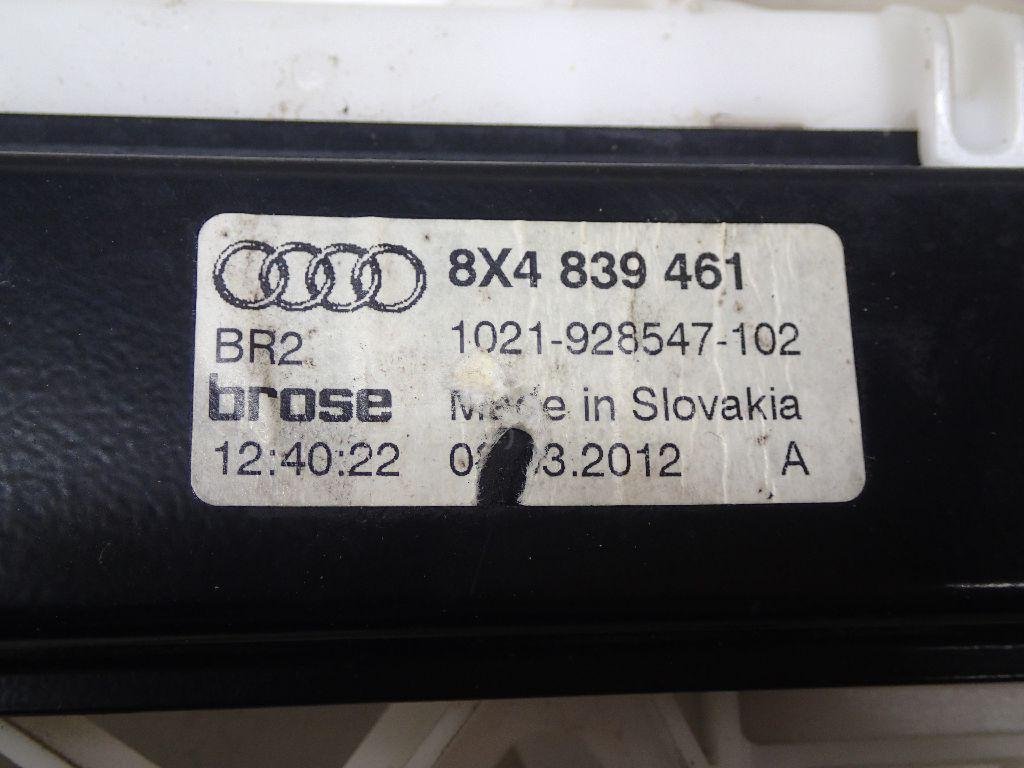 8X4 839 461
BR2 1021-928547-102
brose Made in Slovakia
12:40:22 A